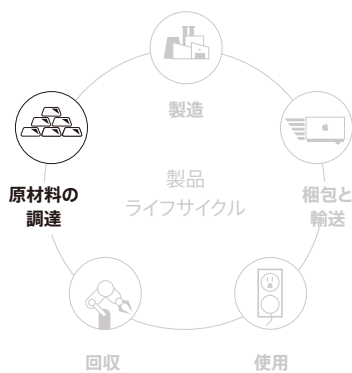 製造
原材料の
調達
製品
ライフサイクル
梱包と
輸送
回収
使用